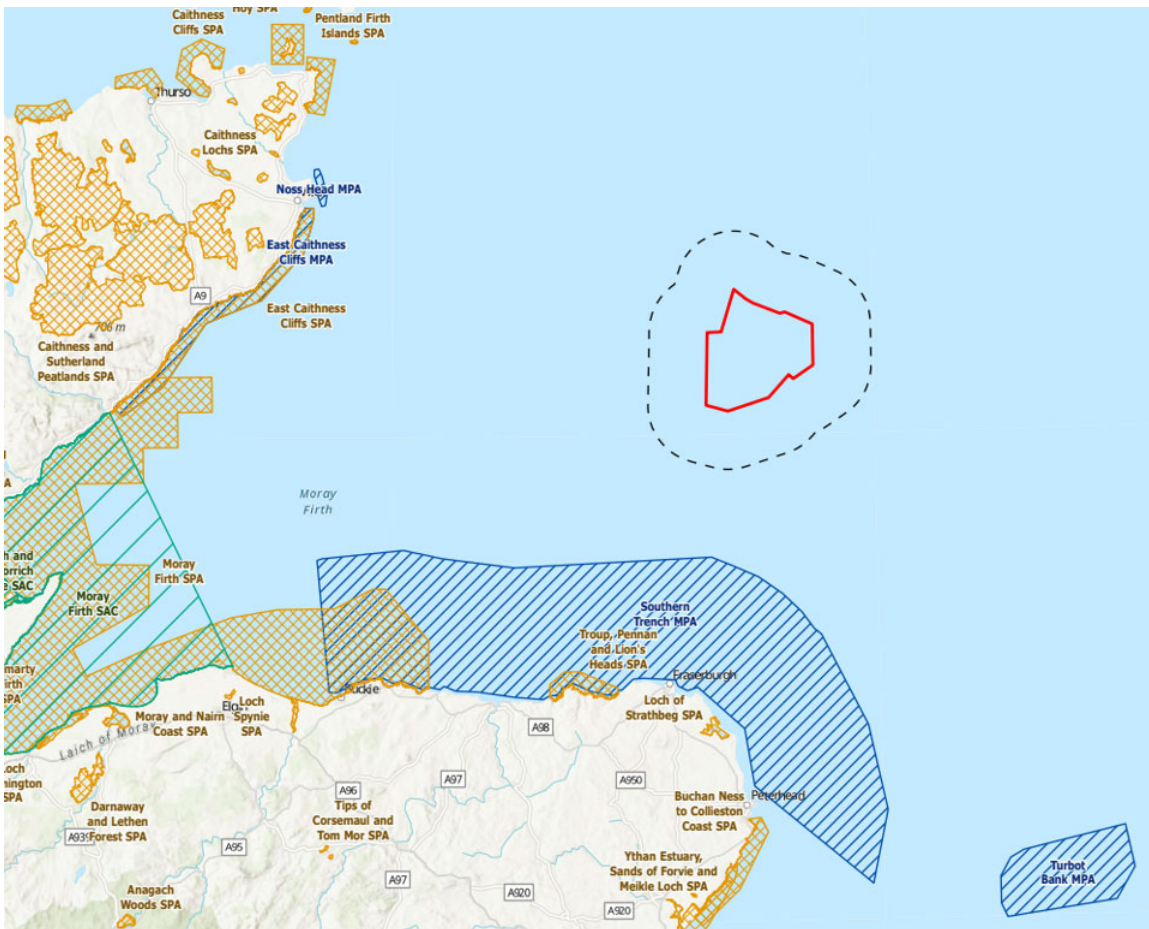 Caithness
Cliffs SPA
Hoy SPA
Pentland Firth
Islands SPA
Thurso
Caithness
Lochs SPA
Noss Head MPA
East Caithness
Cliffs MPA
A9
East Caithness
Cliffs SPA
706 m
Caithness and
Sutherland
Peatlands SPA
Moray
Firth
Moray
Firth SPA
Moray
Firth SAC
SAC
SPA
Southern
Trench MPA
Troup, Pennan
and Lion's
Heads SPA
Fraserburgh
Buckie
Loch
Spynie
SPA
Moray and Nairn
Coast SPA
Laich of Moray
Loch of
Strathbeg SPA
A98
A97
A950
A96
Peterhead
Buchan Ness
to Collieston
Coast SPA
Loch
SPA
Darnaway
and Lethen
Forest SPA
Tips of
Corsemaul and
Tom Mor SPA
A95
Ythan Estuary,
Sands of Forvie and
Meikle Loch SPA
A97
A920
A920
Anagach
Woods SPA
Turbot
Bank MPA